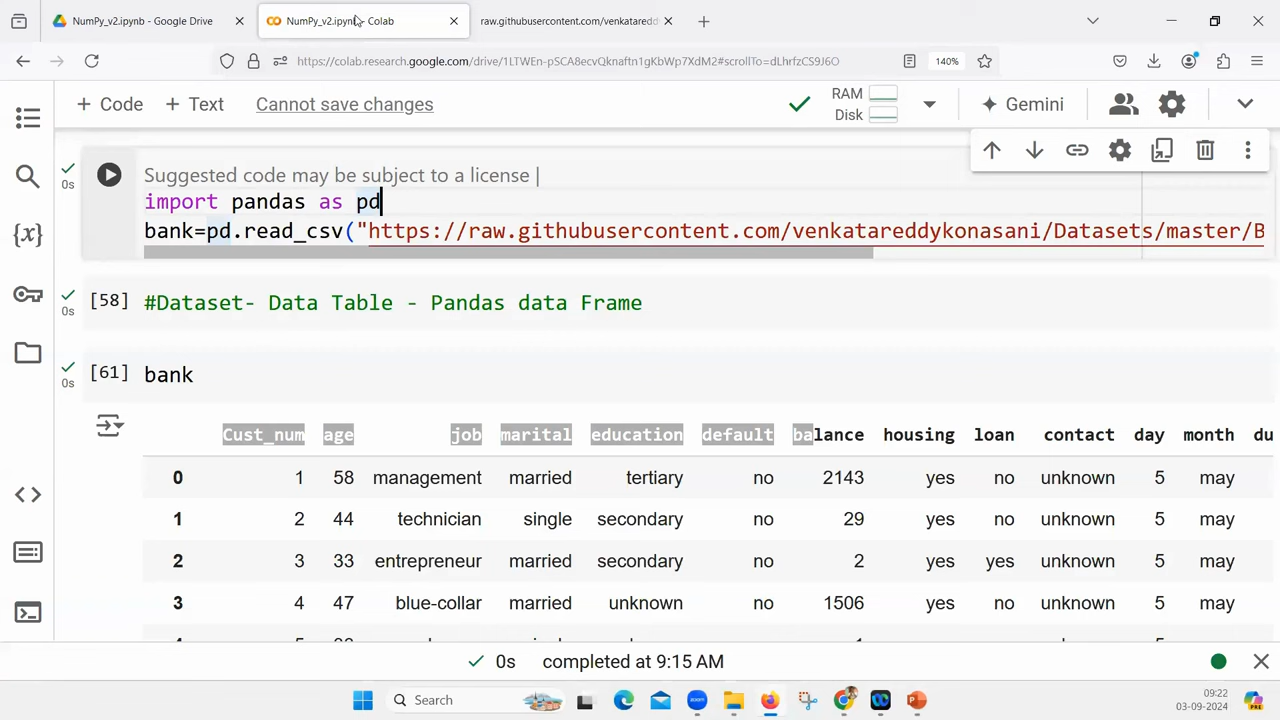 NumPy_v2.ipynb - Google Drive
NumPy_v2.ipynb - Colab
raw.githubusercontent.com/venkatareddy
https://colab.research.google.com/drive/1LTWEn-pSCA8ecvQknaftn1gKbWp7XdM2#scrollTo=dLhrfzCS9J6O
140%
+ Code + Text Cannot save changes
RAM
Disk
Gemini
Suggested code may be subject to a license |
0s
import pandas as pd
bank=pd.read_csv("https://raw.githubusercontent.com/venkatareddykonasani/Datasets/master/B
[58] #Dataset- Data Table - Pandas data Frame
0s
[61] bank
0s
Cust_num age job marital education default balance housing loan contact day month du
0 1 58 management married tertiary no 2143 yes no unknown 5 may
1 2 44 technician single secondary no 29 yes no unknown 5 may
2 3 33 entrepreneur married secondary no 2 yes yes unknown 5 may
3 4 47 blue-collar married unknown no 1506 yes no unknown 5 may
0s completed at 9:15 AM
Search
09:22
03-09-2024